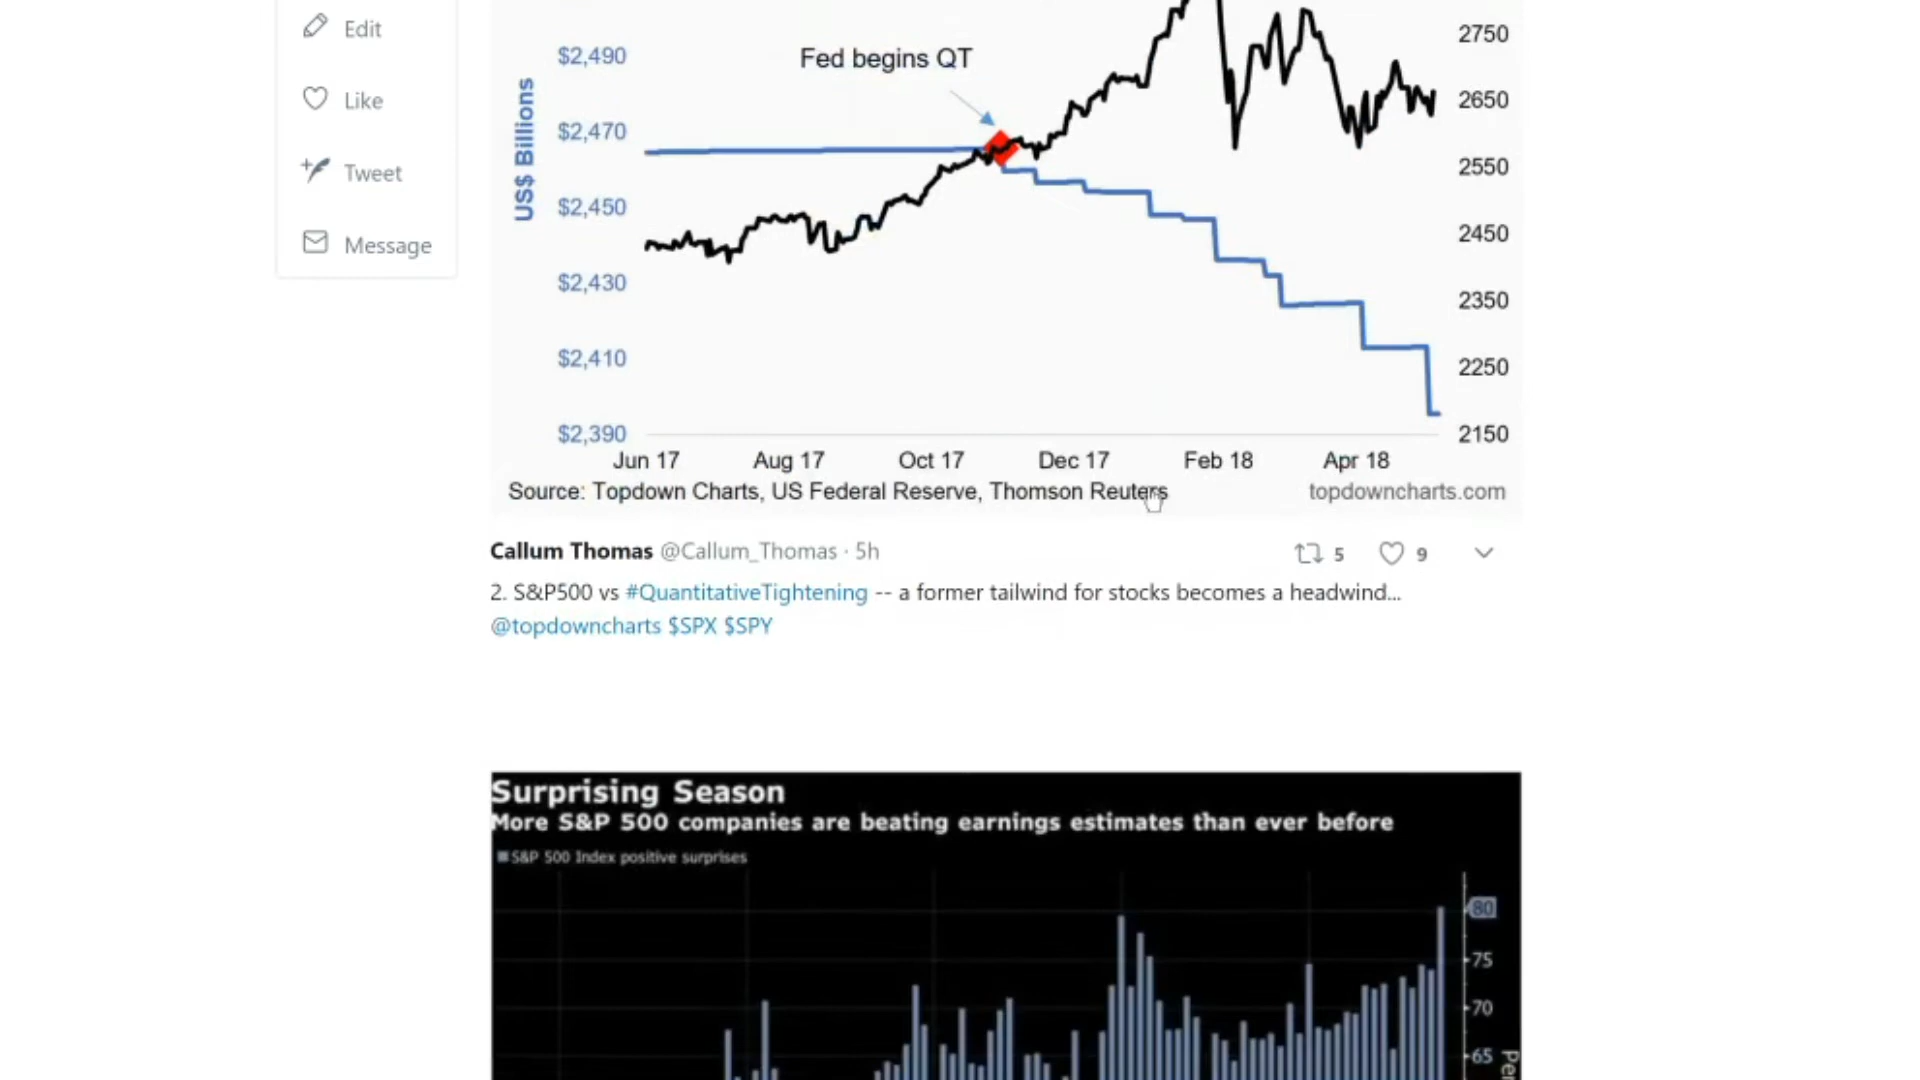 Edit
Like
Tweet
Message
US$ Billions
$2,490
$2,470
$2,450
$2,430
$2,410
$2,390
Fed begins QT
2750
2650
2550
2450
2350
2250
2150
Jun 17 Aug 17 Oct 17 Dec 17 Feb 18 Apr 18
Source: Topdown Charts, US Federal Reserve, Thomson Reuters topdowncharts.com
Callum Thomas @Callum_Thomas · 5h 5 9
2. S&P500 vs #QuantitativeTightening -- a former tailwind for stocks becomes a headwind...
@topdowncharts $SPX $SPY
Surprising Season
More S&P 500 companies are beating earnings estimates than ever before
S&P 500 Index positive surprises
80
75
70
65